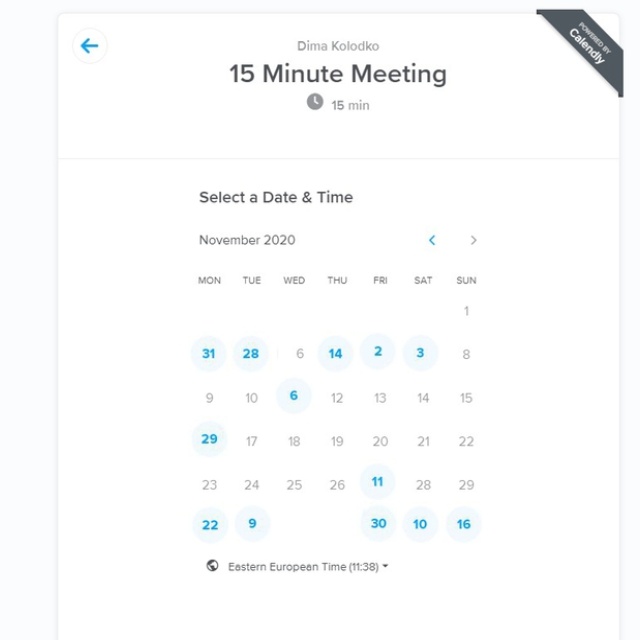 POWERED BY
Calendly
Dima Kolodko
15 Minute Meeting
15 min
Select a Date & Time
November 2020
MON TUE WED THU FRI SAT SUN
1
31 28 6 14 2 3 8
9 10 6 12 13 14 15
29 17 18 19 20 21 22
23 24 25 26 11 28 29
22 9 30 10 16
Eastern European Time (11:38)